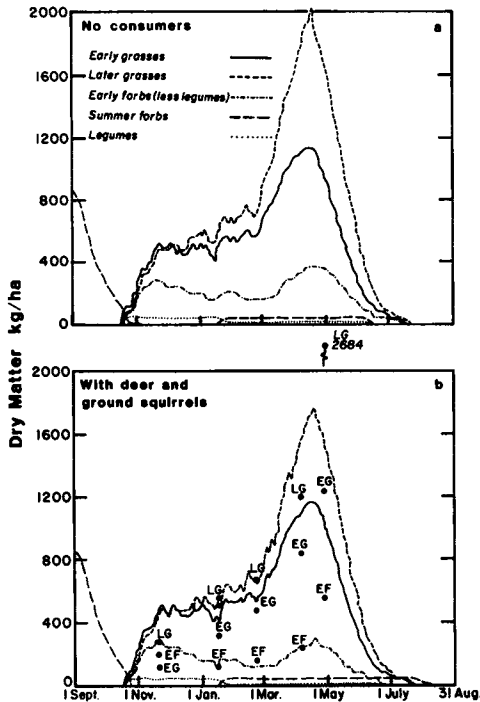 No consumers
a
Early grasses
Later grasses
Early forbs (less legumes)
Summer forbs
Legumes
2000
1600
1200
800
400
0
Dry Matter kg/ha
LG
2684
With deer and
ground squirrels
b
2000
1600
1200
800
400
0
LG
EG
EG
LG
EG
EF
LG
EG
EF
EF
EF
LG
EF
EG
1 Sept. 1 Nov. 1 Jan. 1 Mar. 1 May 1 July 31 Aug.